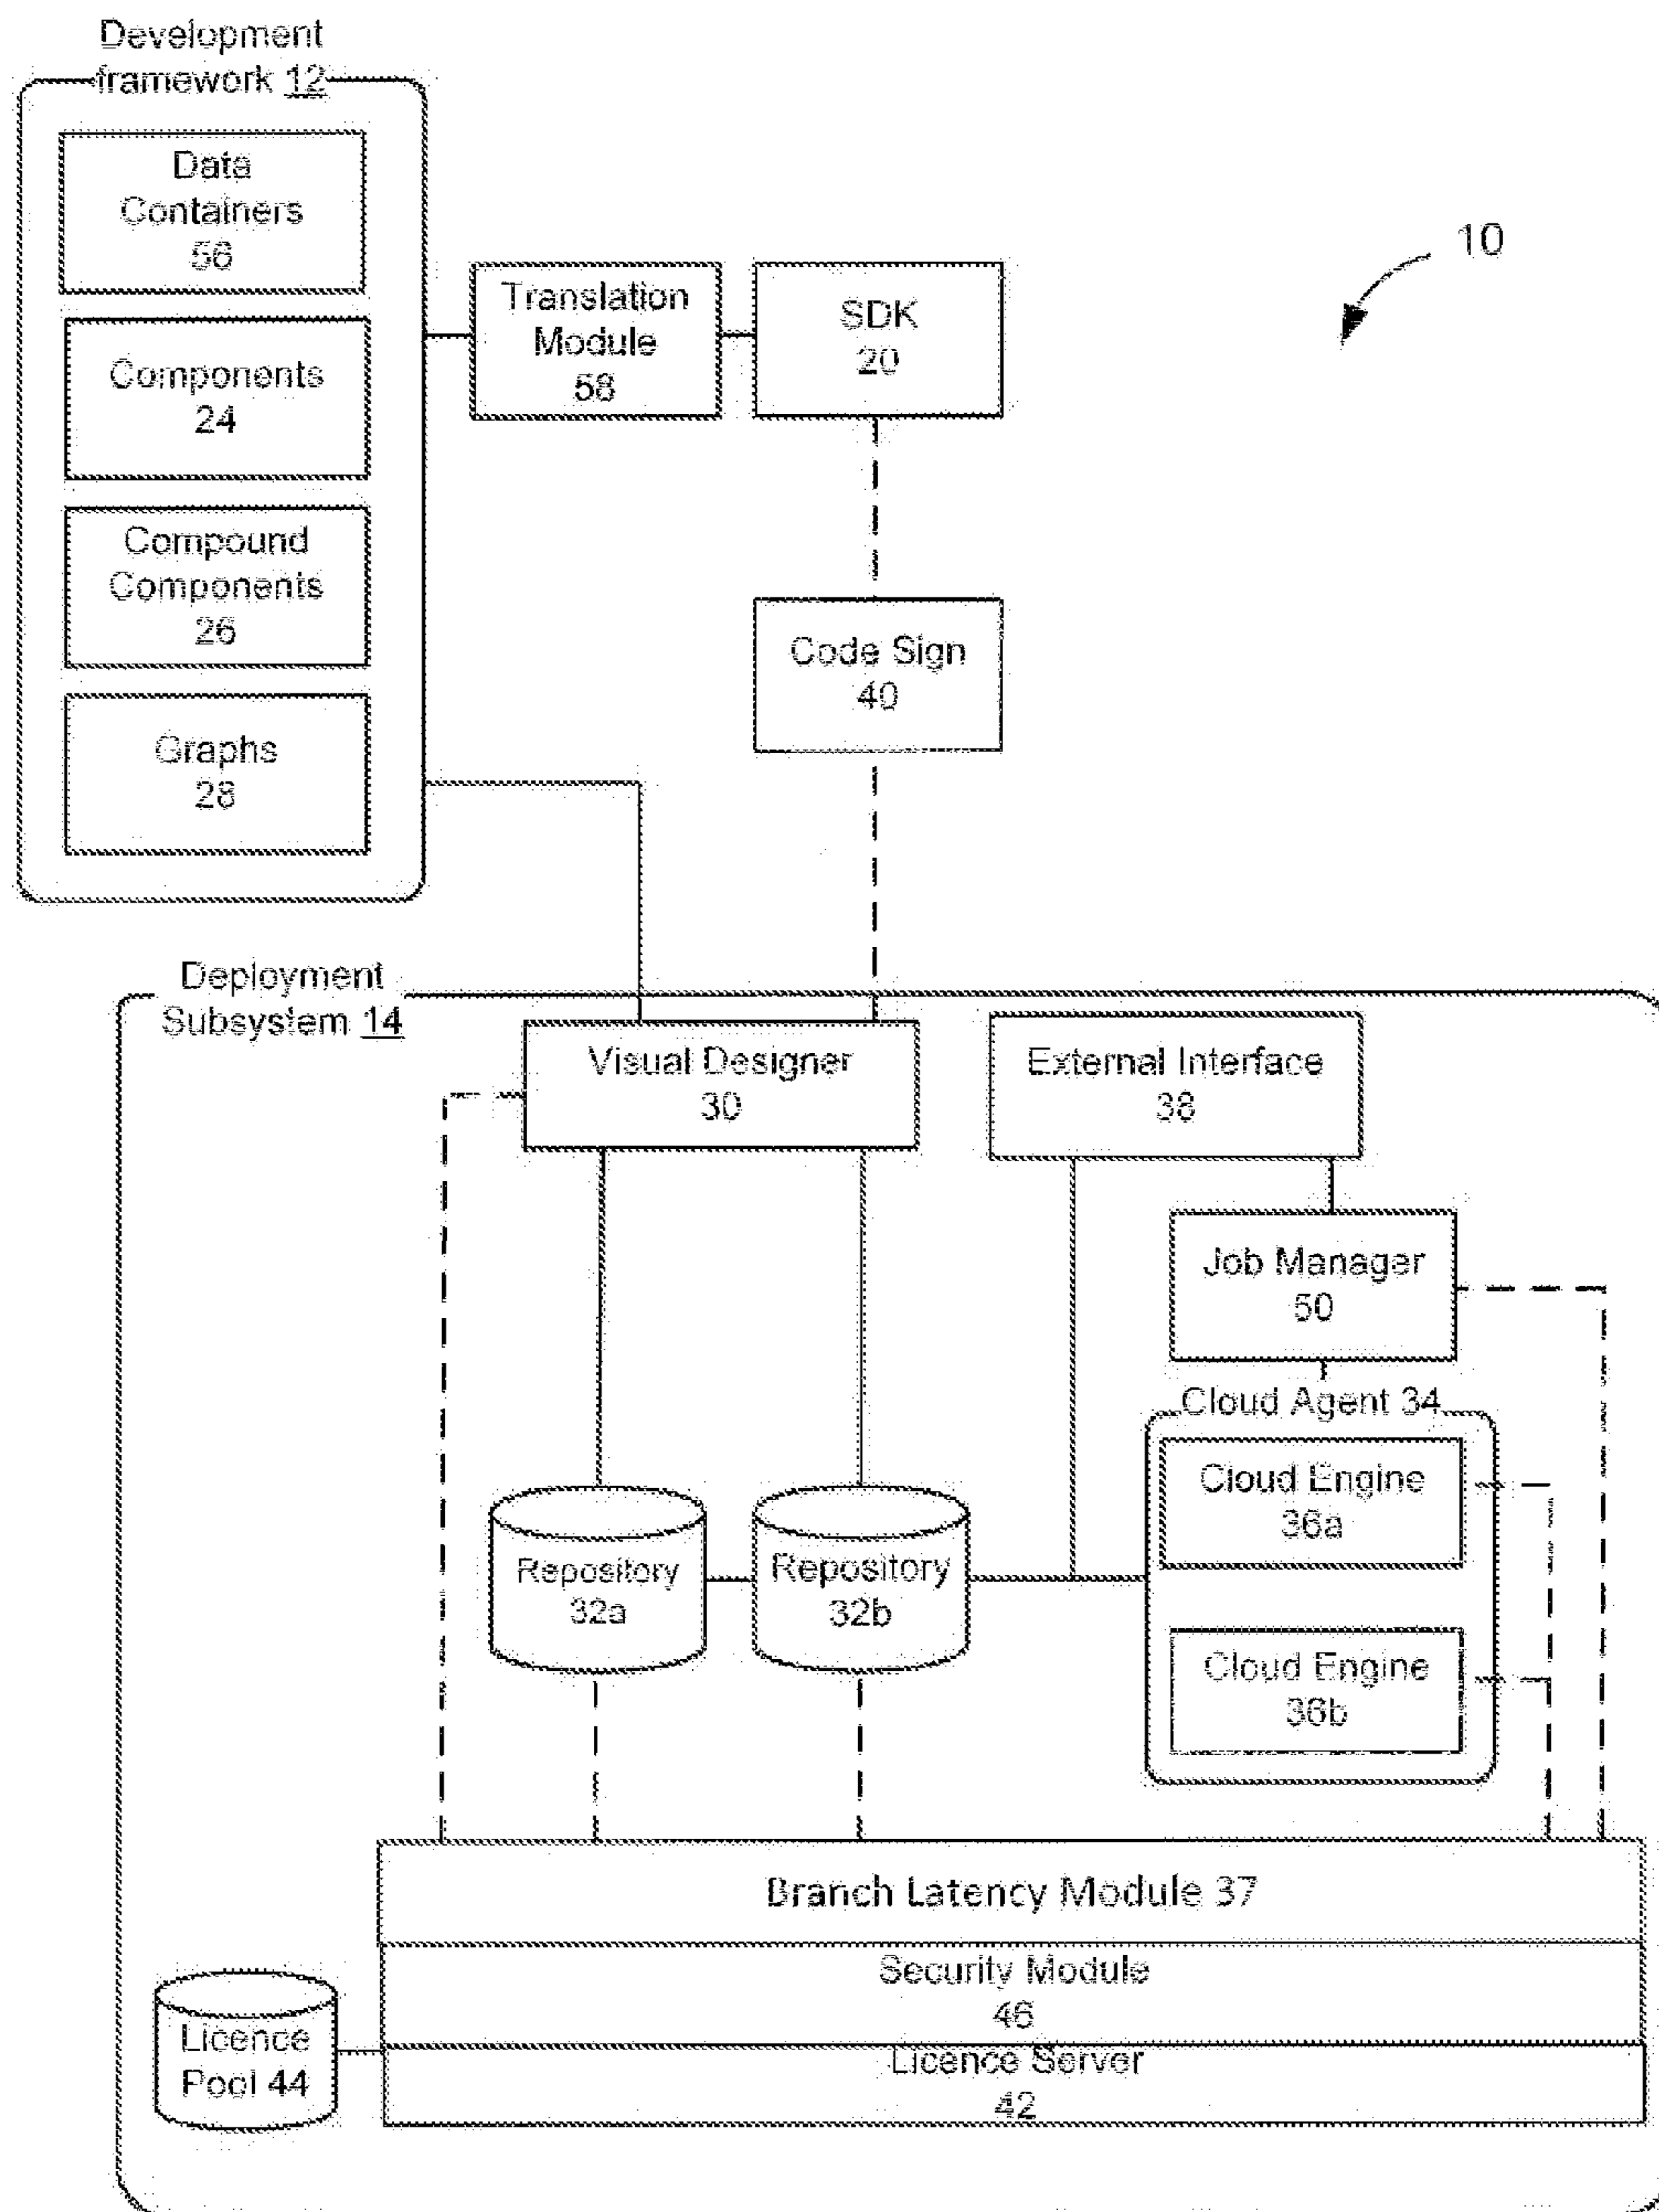 Development
framework 12
Data
Containers
56
Components
24
Compound
Components
26
Graphs
28
Translation
Module
58
SDK
20
10
Code Sign
40
Deployment
Subsystem 14
Visual Designer
30
External Interface
38
Job Manager
50
Cloud Agent 34
Cloud Engine
36a
Repository
32a
Repository
32b
Cloud Engine
36b
Branch Latency Module 37
Security Module
46
Licence
Pool 44
Licence Server
42